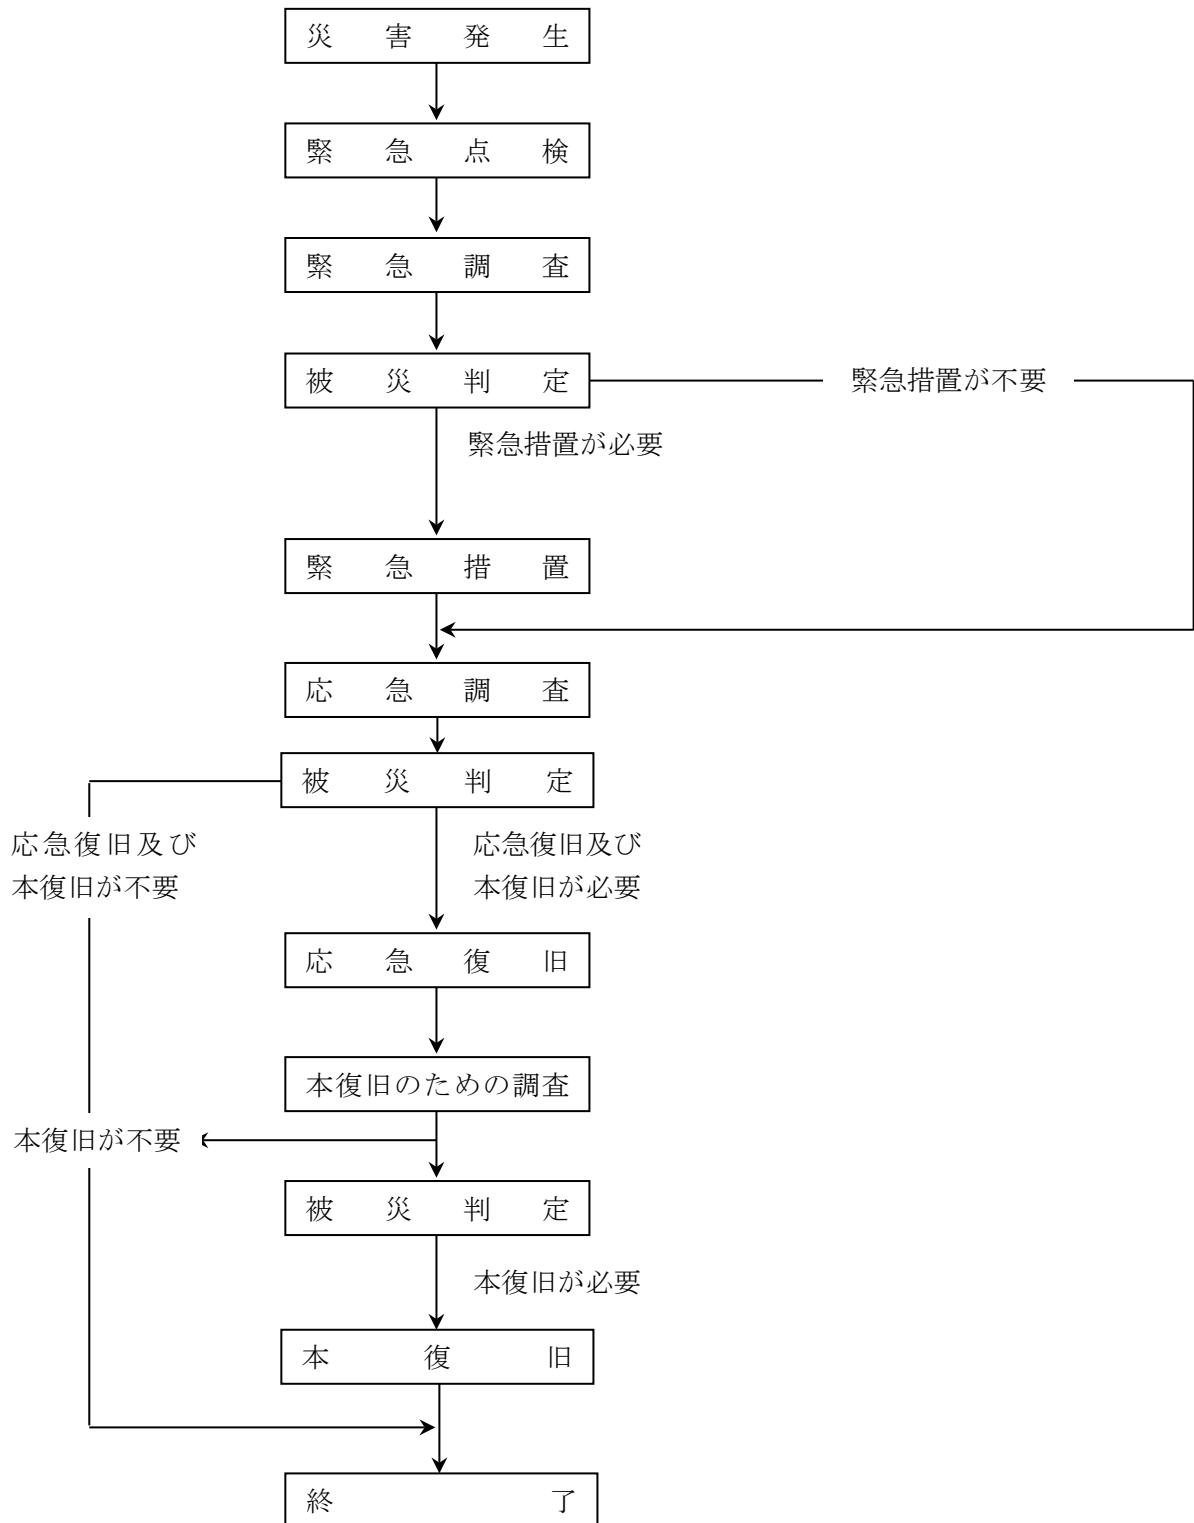 災害発生
緊急点検
緊急調査
被災判定
緊急措置が不要
緊急措置が必要
緊急措置
応急調査
被災判定
応急復旧及び
本復旧が不要
応急復旧及び
本復旧が必要
応急復旧
本復旧のための調査
本復旧が不要
被災判定
本復旧が必要
本復旧
終了